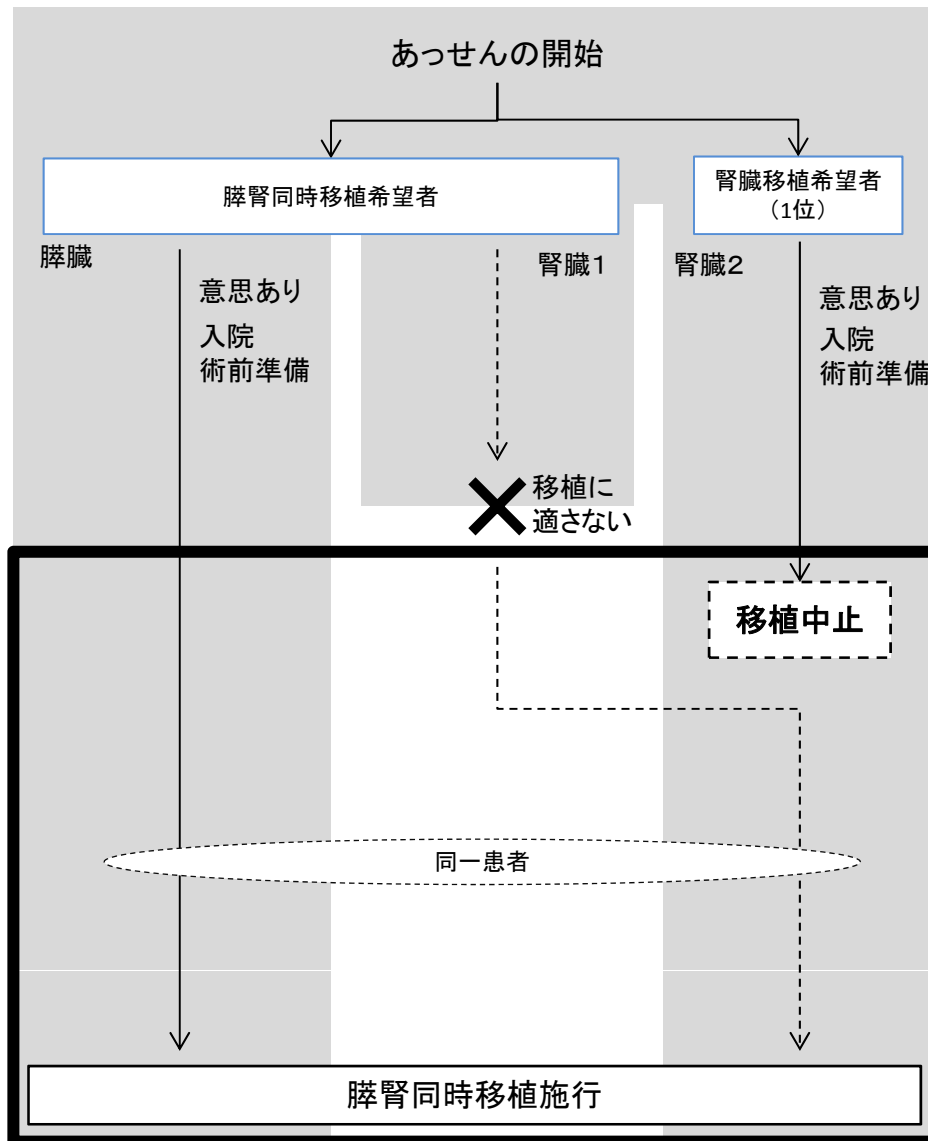 あっせんの開始
膵腎同時移植希望者
腎臓移植希望者
（1位）
膵臓
腎臓１
腎臓２
意思あり
入院
術前準備
意思あり
入院
術前準備
移植に
適さない
移植中止
同一患者
膵腎同時移植施行